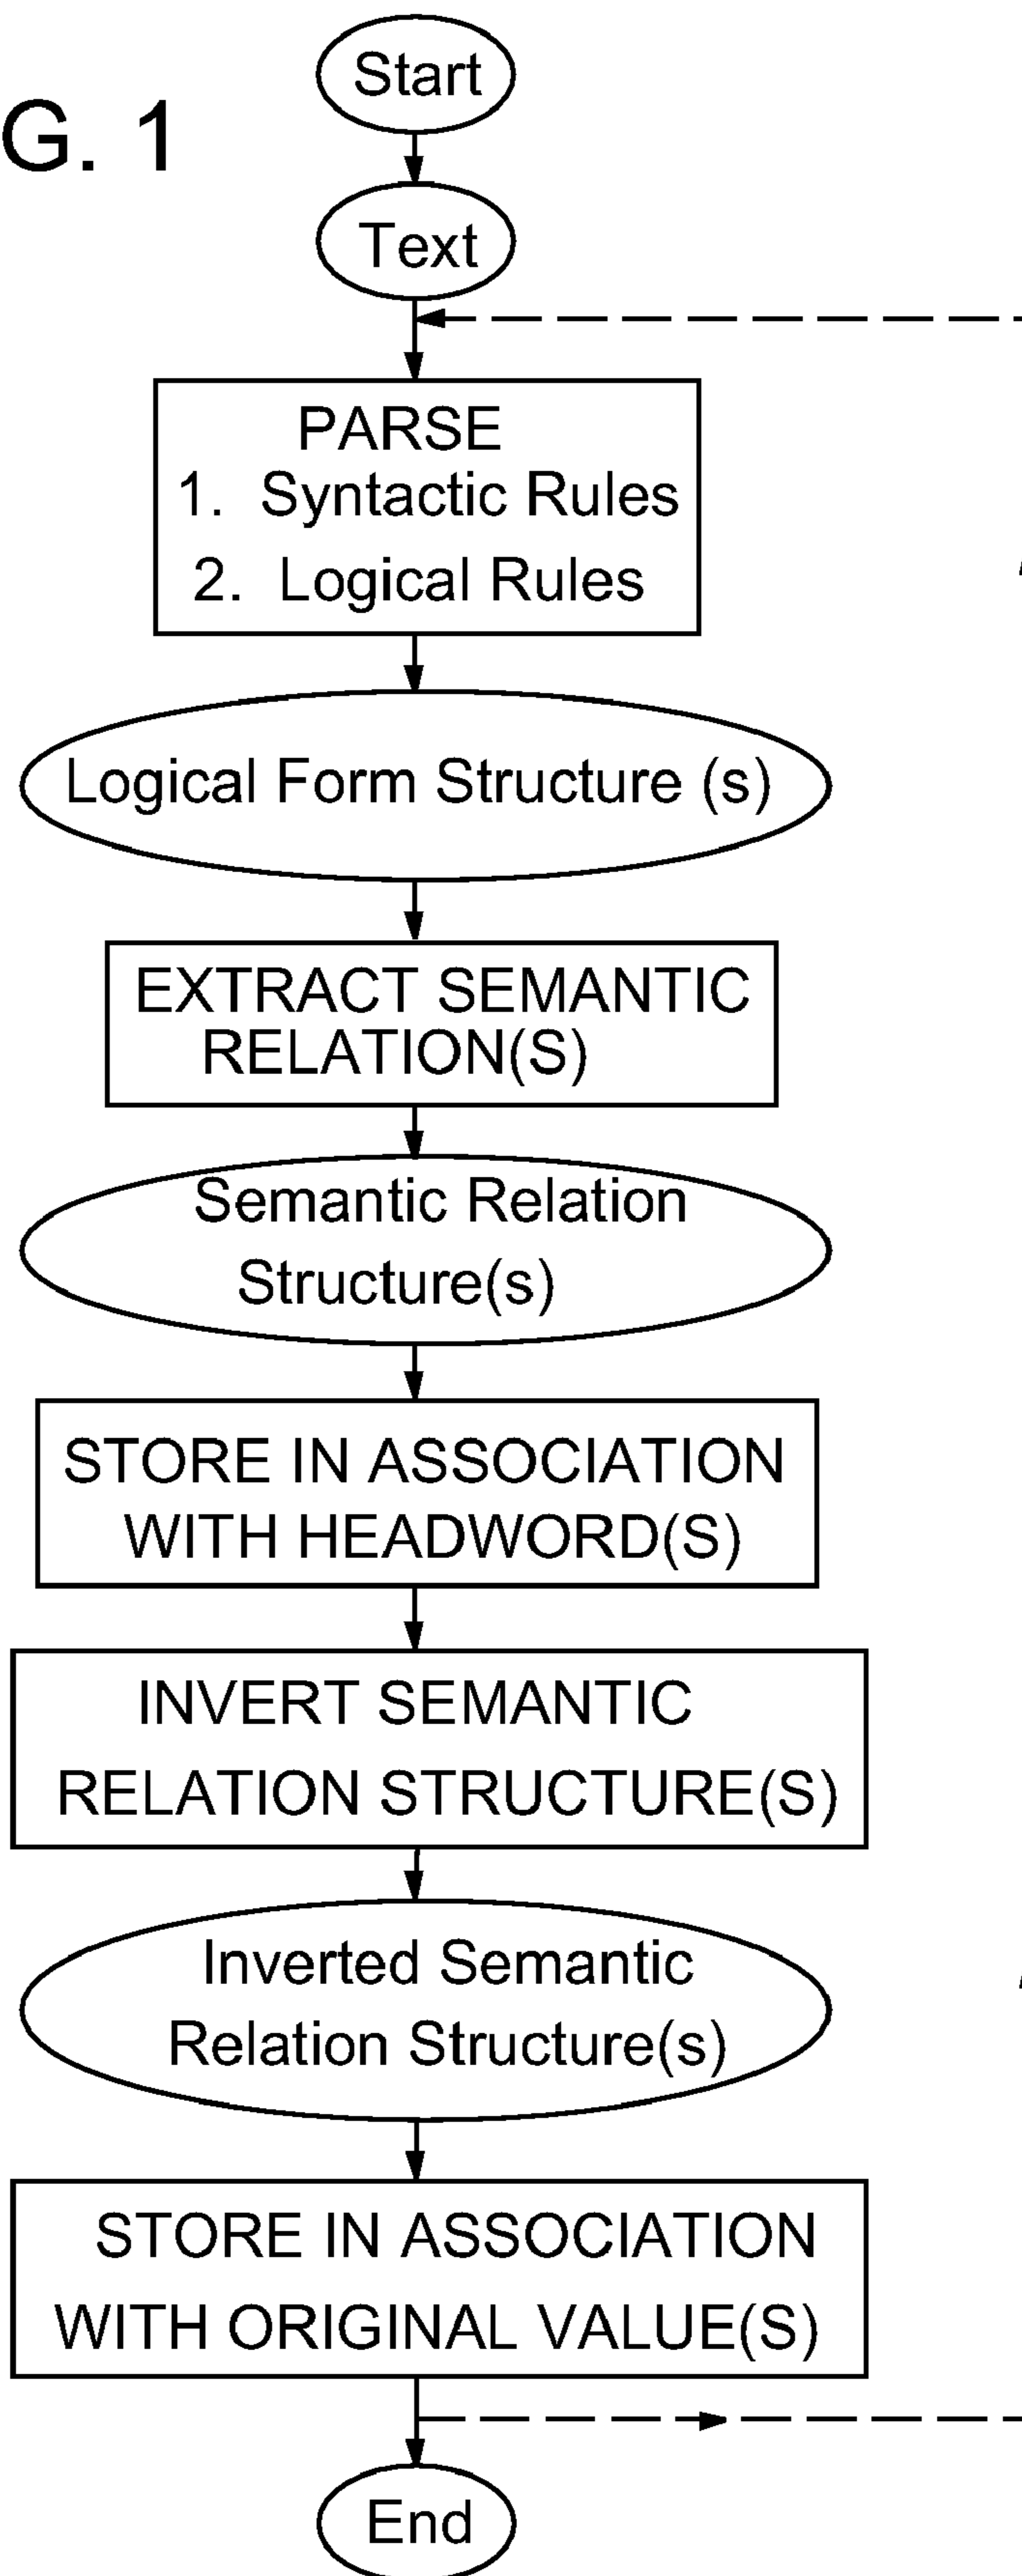 G. 1
Start
Text
PARSE
1. Syntactic Rules
2. Logical Rules
Logical Form Structure (s)
EXTRACT SEMANTIC
RELATION(S)
Semantic Relation
Structure(s)
STORE IN ASSOCIATION
WITH HEADWORD(S)
INVERT SEMANTIC
RELATION STRUCTURE(S)
Inverted Semantic
Relation Structure(s)
STORE IN ASSOCIATION
WITH ORIGINAL VALUE(S)
End